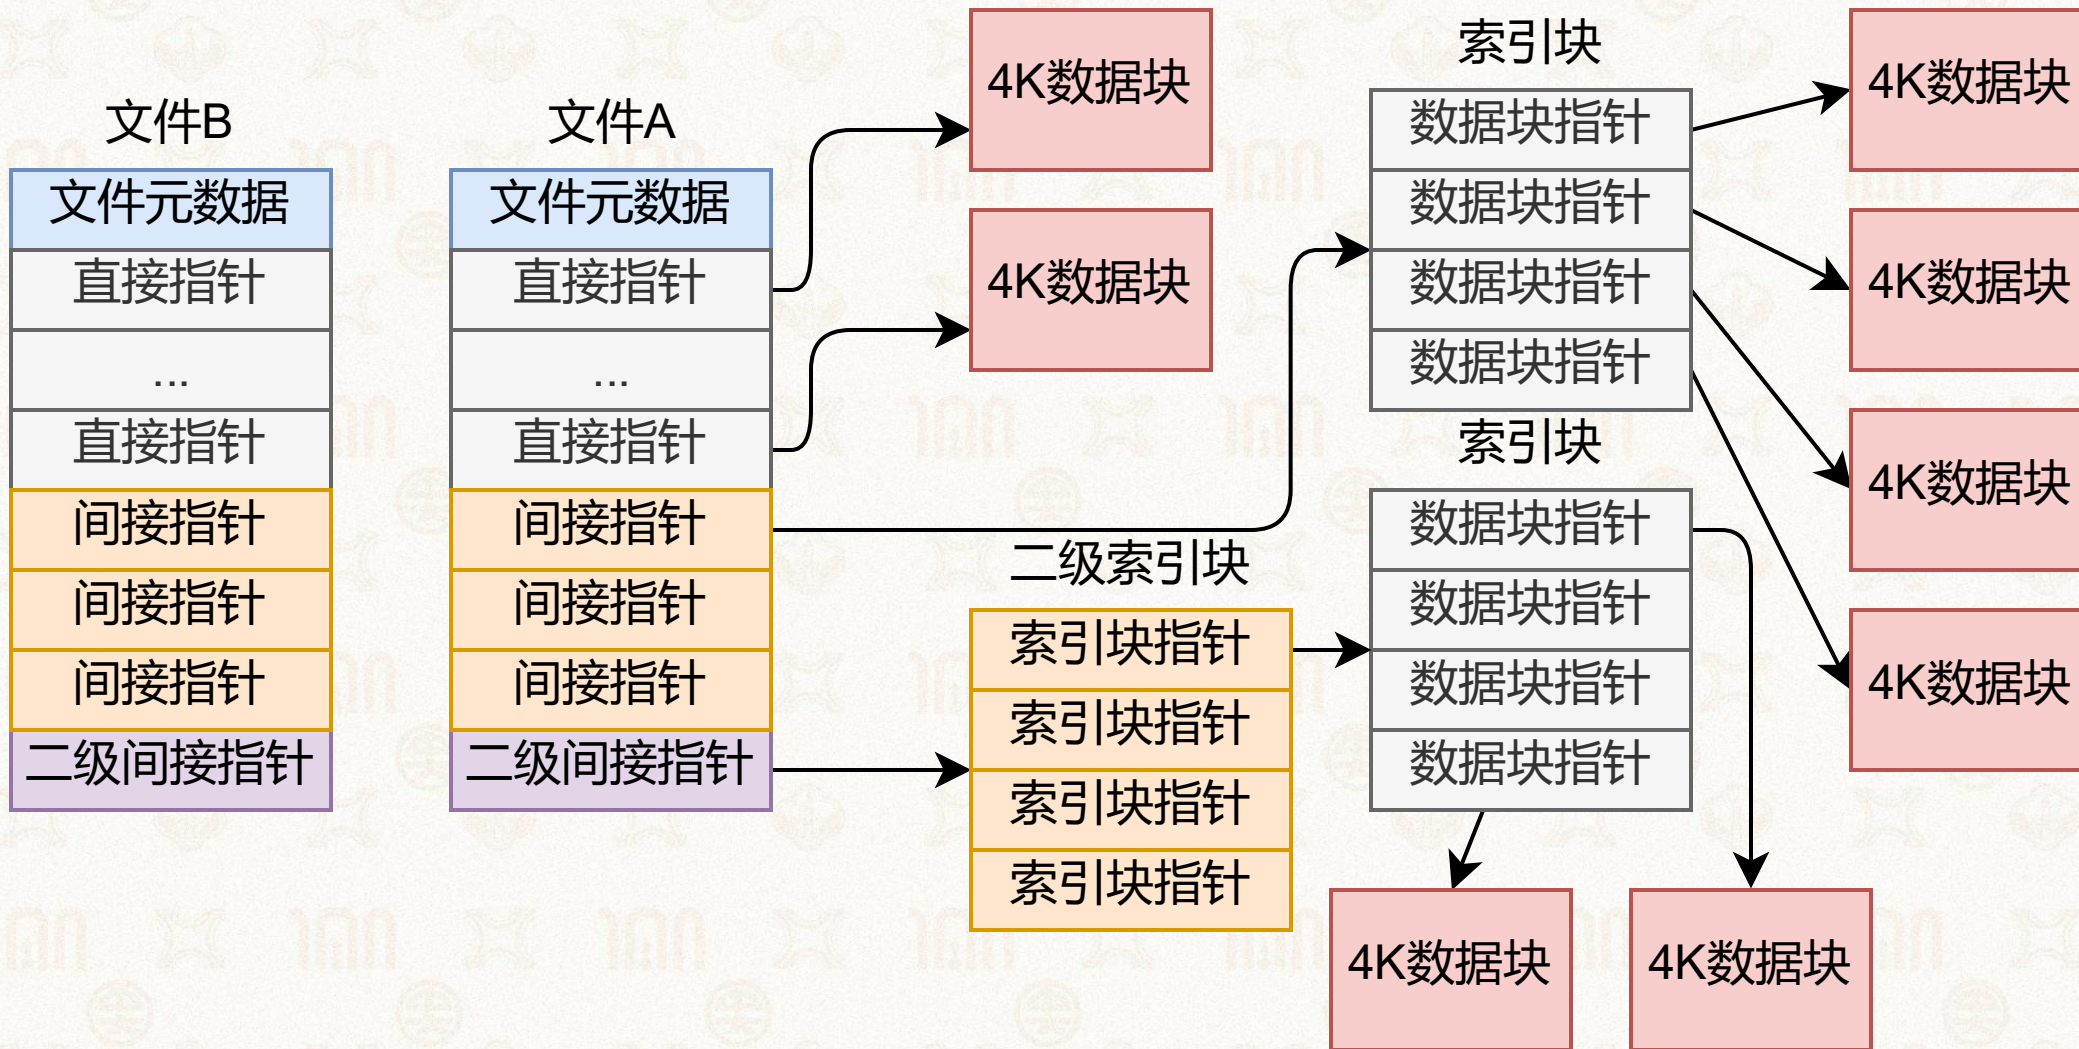 文件B
文件元数据
直接指针
...
直接指针
间接指针
间接指针
间接指针
二级间接指针
文件A
文件元数据
直接指针
...
直接指针
间接指针
间接指针
间接指针
二级间接指针
4K数据块
4K数据块
二级索引块
索引块指针
索引块指针
索引块指针
索引块指针
索引块
数据块指针
数据块指针
数据块指针
数据块指针
索引块
数据块指针
数据块指针
数据块指针
数据块指针
4K数据块
4K数据块
4K数据块
4K数据块
4K数据块
4K数据块